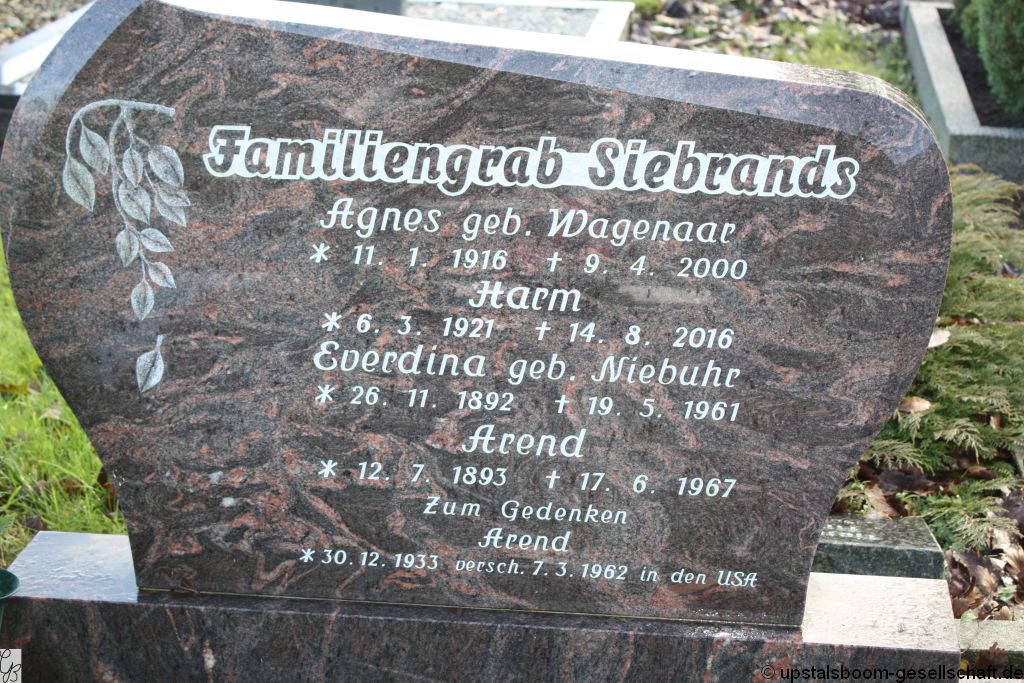 Familiengrab Siebrands
Agnes geb. Wagenaar
* 11. 1. 1916 † 9. 4. 2000
Harm
* 6. 3. 1921 † 14. 8. 2016
Everdina geb. Niebuhr
* 26. 11. 1892 † 19. 5. 1961
Arend
* 12. 7. 1893 † 17. 6. 1967
Zum Gedenken
Arend
* 30. 12. 1933 versch. 7. 3. 1962 in den USA
© upstalsboom-gesellschaft.de